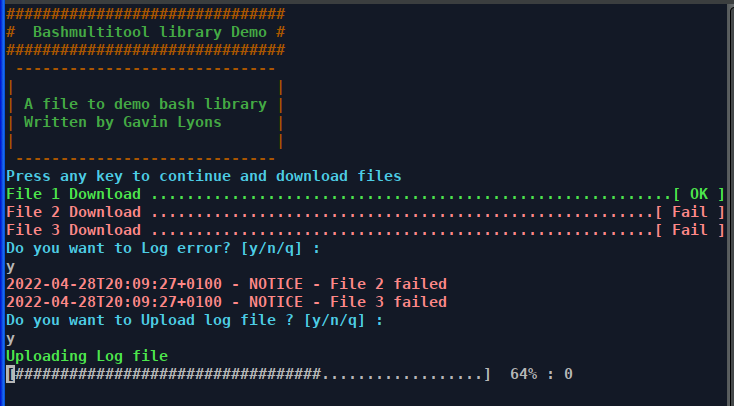 ###############################
#  Bashmultitool library Demo #
###############################
 -----------------------------
|                             |
| A file to demo bash library |
| Written by Gavin Lyons      |
|                             |
 -----------------------------
Press any key to continue and download files
File 1 Download ..........................................................[ OK ]
File 2 Download ........................................................[ Fail ]
File 3 Download ........................................................[ Fail ]
Do you want to Log error? [y/n/q] :
y
2022-04-28T20:09:27+0100 - NOTICE - File 2 failed
2022-04-28T20:09:27+0100 - NOTICE - File 3 failed
Do you want to Upload log file ? [y/n/q] :
y
Uploading Log file
[##################################..................]  64% : 0